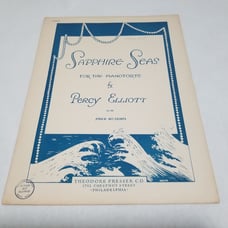 SAPPHIRE SEAS
FOR THE PIANOFORTE
by
PERCY ELLIOTT
THEODORE PRESSER CO.
1712 CHESTNUT STREET
PHILADELPHIA